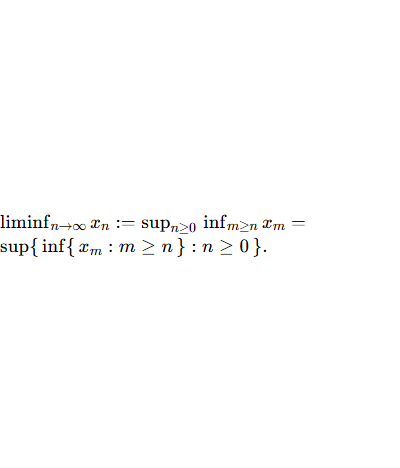 liminf_{n→∞} x_n := sup_{n≥0} inf_{m≥n} x_m =
sup{ inf{ x_m : m ≥ n } : n ≥ 0 }.